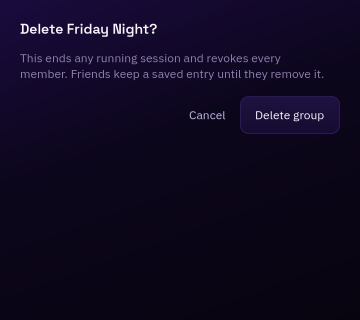 Delete Friday Night?
This ends any running session and revokes every
member. Friends keep a saved entry until they remove it.
Cancel
Delete group